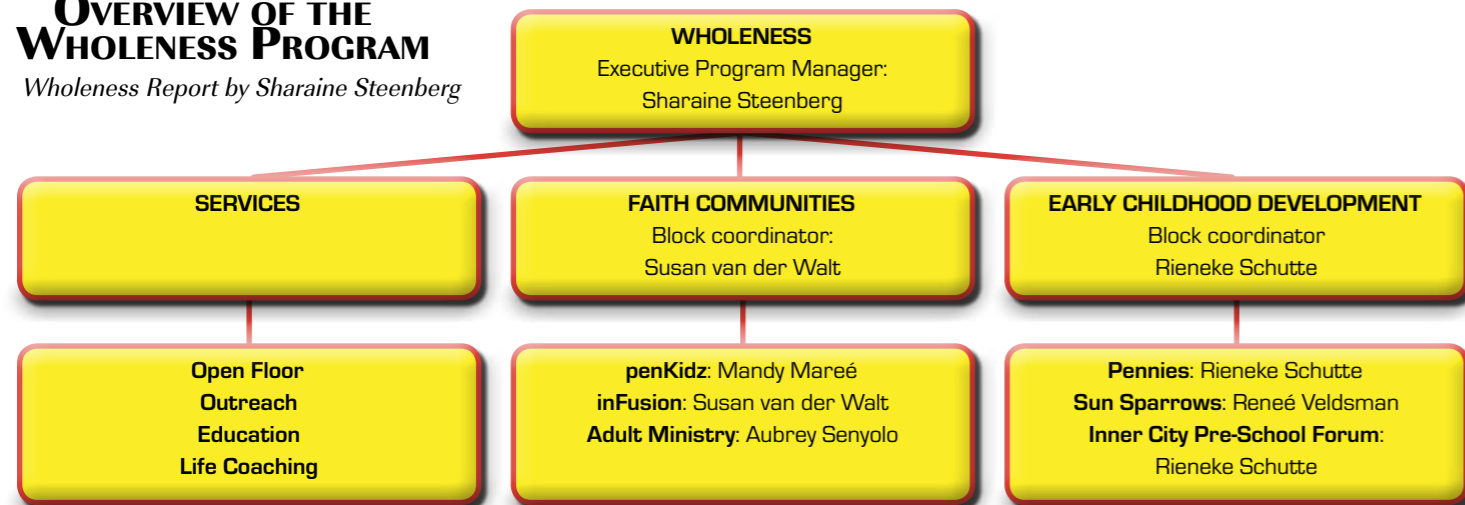 OVERVIEW OF THE
WHOLENESS PROGRAM
Wholeness Report by Sharaine Steenberg
WHOLENESS
Executive Program Manager:
Sharaine Steenberg
SERVICES
FAITH COMMUNITIES
Block coordinator:
Susan van der Walt
EARLY CHILDHOOD DEVELOPMENT
Block coordinator
Rieneke Schutte
Open Floor
Outreach
Education
Life Coaching
penKidz: Mandy Mareé
inFusion: Susan van der Walt
Adult Ministry: Aubrey Senyolo
Pennies: Rieneke Schutte
Sun Sparrows: Reneé Veldsman
Inner City Pre-School Forum:
Rieneke Schutte